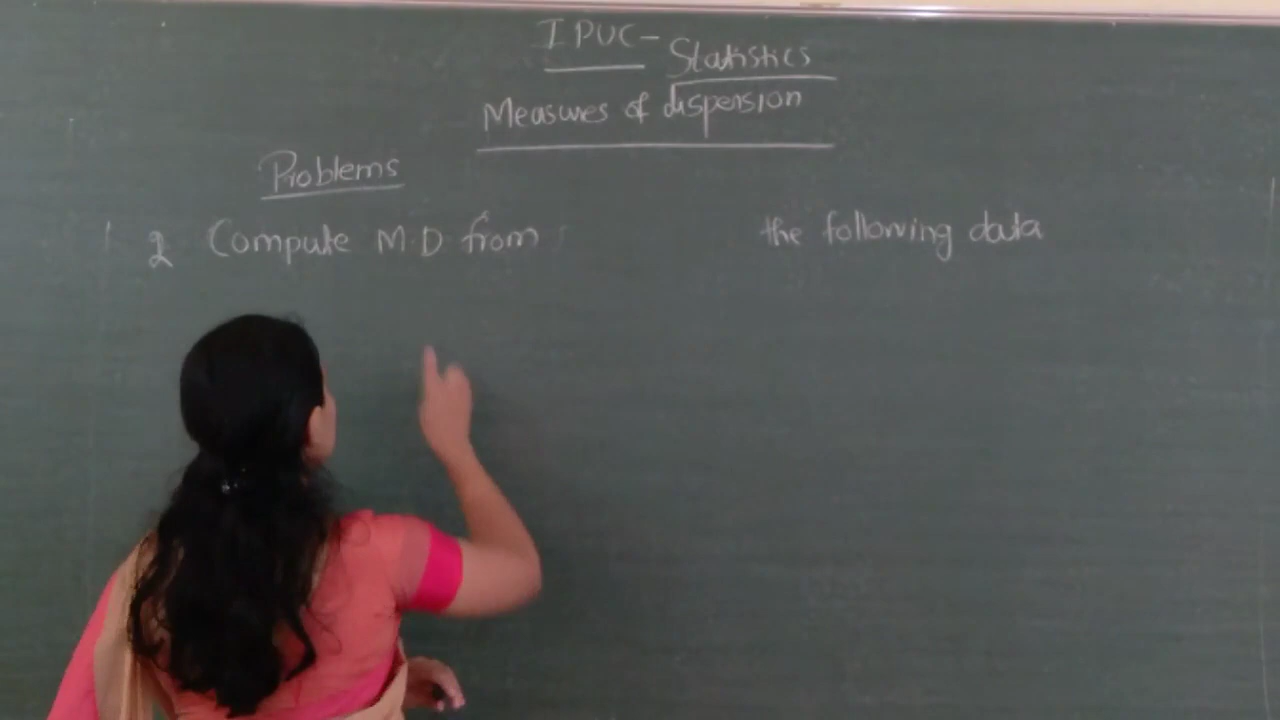 I PUC - Statistics
Measures of dispersion
Problems
2 Compute M.D from the following data